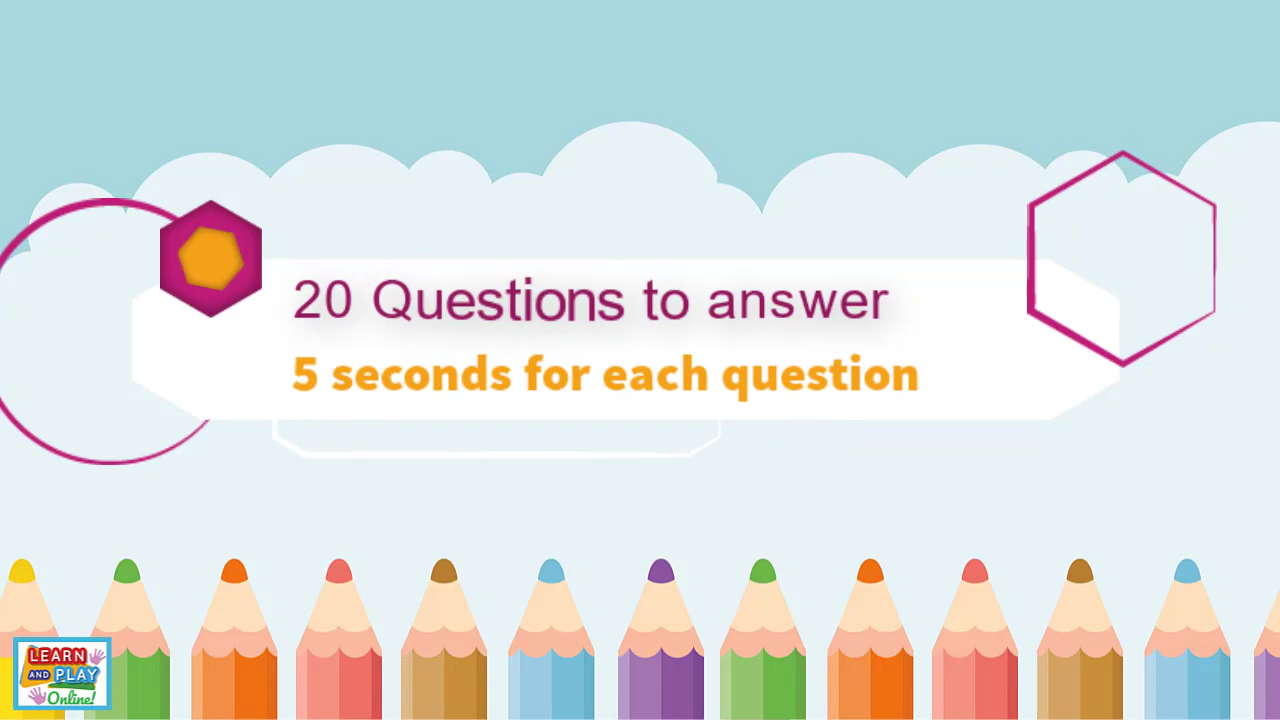 20 Questions to answer
5 seconds for each question
LEARN
AND PLAY
Online!